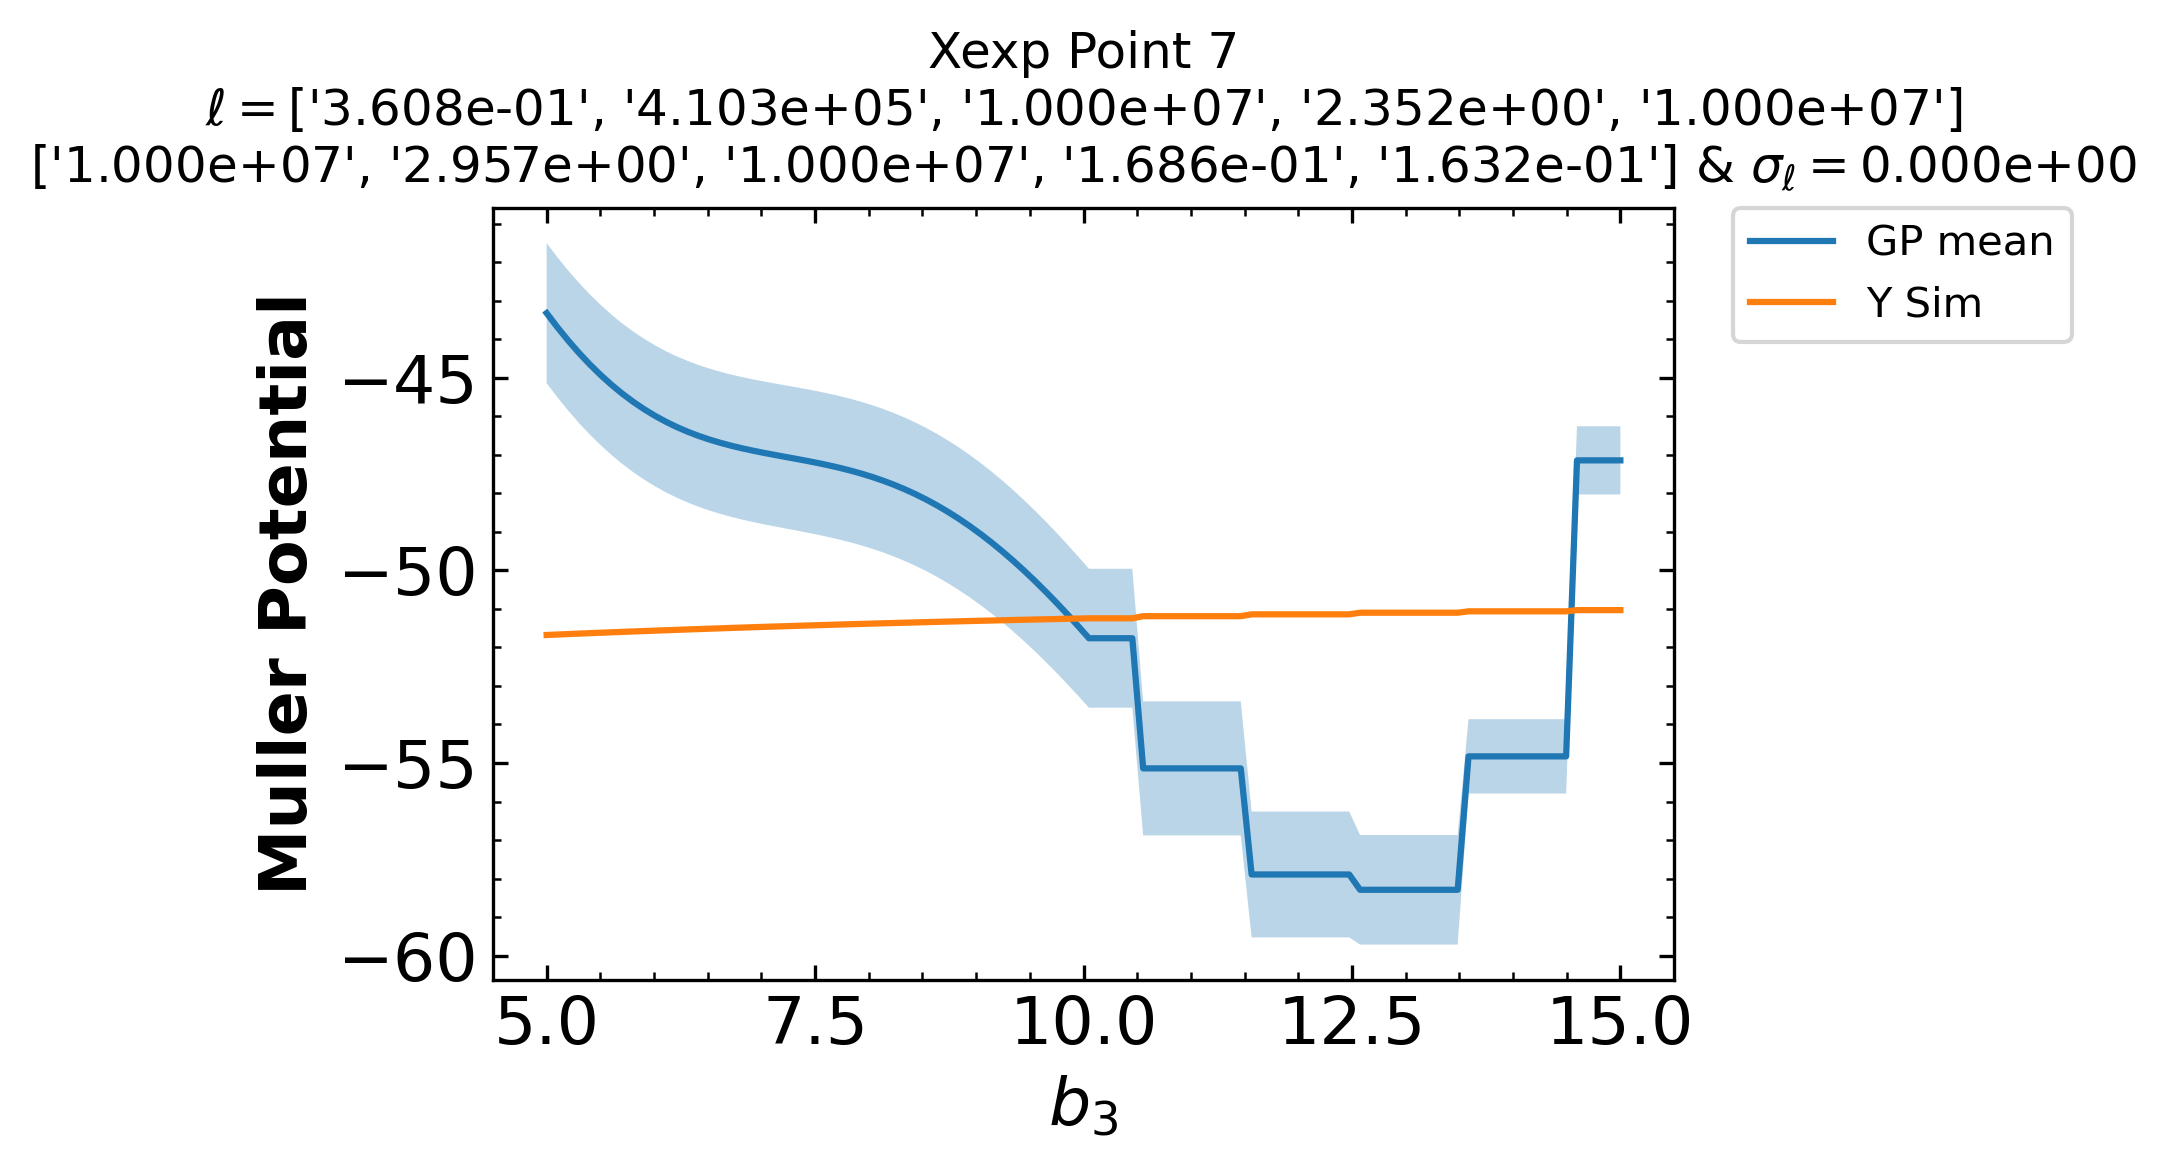 Xexp Point 7
ℓ = ['3.608e-01', '4.103e+05', '1.000e+07', '2.352e+00', '1.000e+07']
['1.000e+07', '2.957e+00', '1.000e+07', '1.686e-01', '1.632e-01'] & σℓ = 0.000e+00
GP mean
Y Sim
Muller Potential
−45
−50
−55
−60
5.0 7.5 10.0 12.5 15.0
b₃